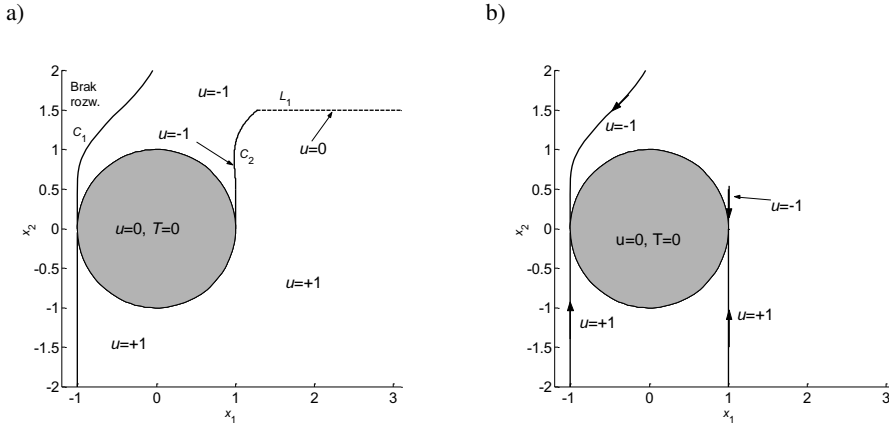 a)
2
1.5
1
0.5
0
-0.5
-1
-1.5
-2
x2
-1
0
1
2
3
x1
Brak
rozw.
C1
u=-1
L1
u=-1
C2
u=0
u=0, T=0
u=+1
u=+1
b)
2
1.5
1
0.5
0
-0.5
-1
-1.5
-2
x2
-1
0
1
2
3
x1
u=-1
u=-1
u=0, T=0
u=+1
u=+1